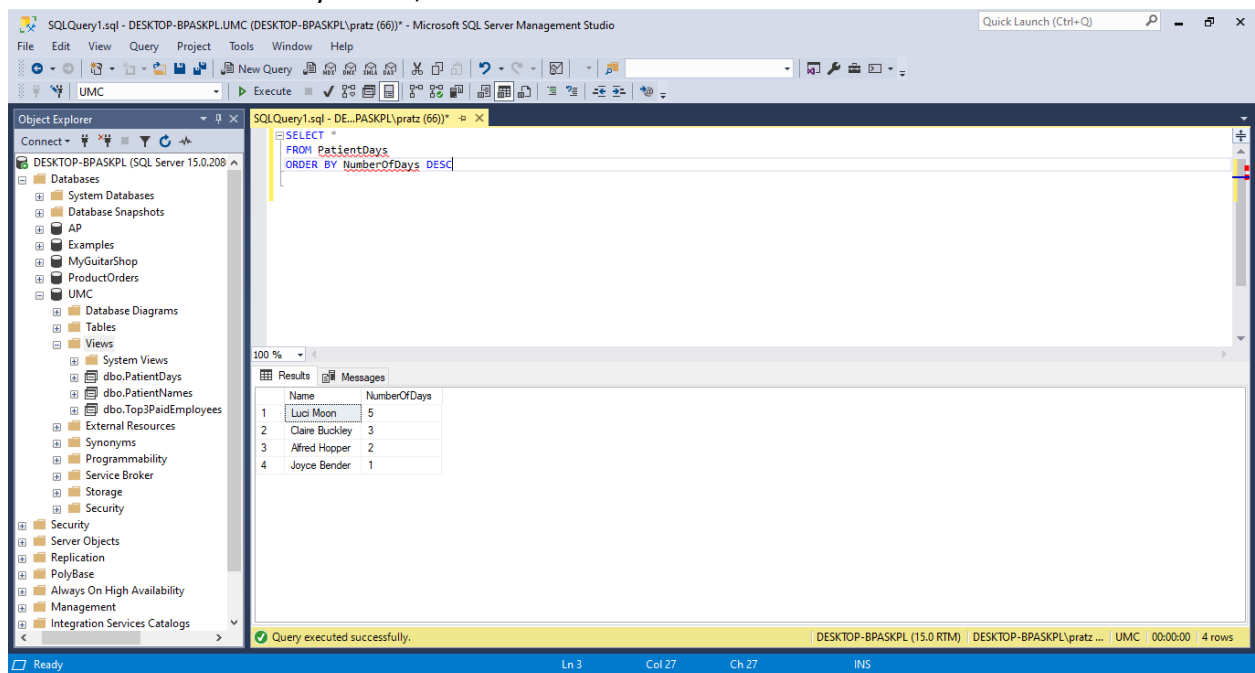 SQLQuery1.sql - DESKTOP-BPASKPL.UMC (DESKTOP-BPASKPL\pratz (66))* - Microsoft SQL Server Management Studio
Quick Launch (Ctrl+Q)
File Edit View Query Project Tools Window Help
New Query
UMC
Execute
Object Explorer
SQLQuery1.sql - DE...PASKPL\pratz (66))*
Connect
DESKTOP-BPASKPL (SQL Server 15.0.208
Databases
System Databases
Database Snapshots
AP
Examples
MyGuitarShop
ProductOrders
UMC
Database Diagrams
Tables
Views
System Views
dbo.PatientDays
dbo.PatientNames
dbo.Top3PaidEmployees
External Resources
Synonyms
Programmability
Service Broker
Storage
Security
Security
Server Objects
Replication
PolyBase
Always On High Availability
Management
Integration Services Catalogs
SELECT *
FROM PatientDays
ORDER BY NumberOfDays DESC
100 %
Results Messages
Name NumberOfDays
1 Luci Moon 5
2 Claire Buckley 3
3 Alfred Hopper 2
4 Joyce Bender 1
Query executed successfully.
DESKTOP-BPASKPL (15.0 RTM) DESKTOP-BPASKPL\pratz ... UMC 00:00:00 4 rows
Ready Ln 3 Col 27 Ch 27 INS